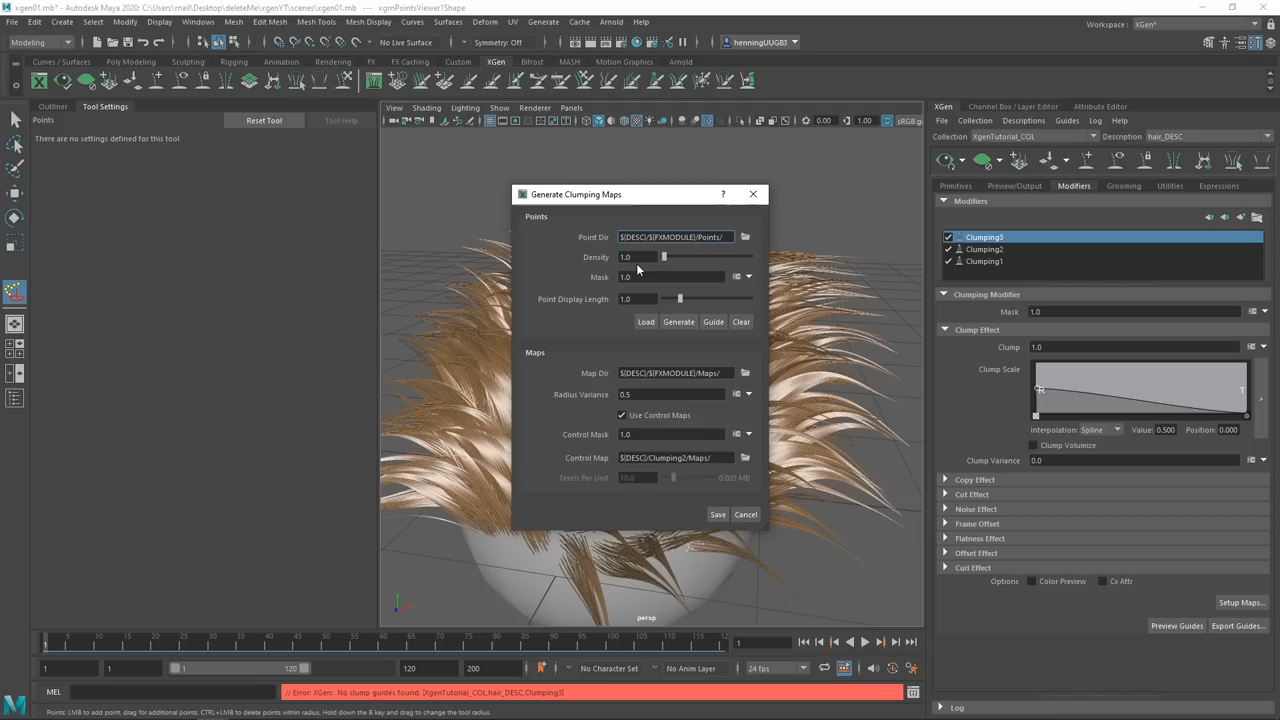 xgen01.mb* - Autodesk Maya 2020: C:\Users\mail\Desktop\deleteMe\xgenYT\scenes\xgen01.mb --- xgmPointsViewer1Shape
File Edit Create Select Modify Display Windows Mesh Edit Mesh Mesh Tools Mesh Display Curves Surfaces Deform UV Generate Cache Arnold Help
Workspace : XGen*
Modeling No Live Surface Symmetry: Off henningUUGB3
Curves / Surfaces Poly Modeling Sculpting Rigging Animation Rendering FX FX Caching Custom XGen Bifrost MASH Motion Graphics Arnold
Outliner Tool Settings
Points Reset Tool Tool Help
There are no settings defined for this tool
View Shading Lighting Show Renderer Panels
0.00 1.00 sRGB ga
Generate Clumping Maps ?
Points
Point Dir ${DESC}/${FXMODULE}/Points/
Density 1.0
Mask 1.0
Point Display Length 1.0
Load Generate Guide Clear
Maps
Map Dir ${DESC}/${FXMODULE}/Maps/
Radius Variance 0.5
Use Control Maps
Control Mask 1.0
Control Map ${DESC}/Clumping2/Maps/
Texels Per Unit 10.0 0.003 MB
Save Cancel
persp
XGen Channel Box / Layer Editor Attribute Editor
File Collection Descriptions Guides Log Help
Collection XgenTutorial_COL Description hair_DESC
Primitives Preview/Output Modifiers Grooming Utilities Expressions
Modifiers
Clumping3
Clumping2
Clumping1
Clumping Modifier
Mask 1.0
Clump Effect
Clump 1.0
Clump Scale R T
Interpolation: Spline Value: 0.500 Position: 0.000
Clump Volumize
Clump Variance 0.0
Copy Effect
Cut Effect
Noise Effect
Frame Offset
Flatness Effect
Offset Effect
Curl Effect
Options Color Preview Cv Attr
Setup Maps...
Preview Guides Export Guides...
Log
1 5 10 15 20 25 30 35 40 45 50 55 60 65 70 75 80 85 90 95 100 105 110 115 12 1
1 1 1 120 120 200 No Character Set No Anim Layer 24 fps
MEL // Error: XGen: No clump guides found. [XgenTutorial_COL,hair_DESC,Clumping3]
Points: LMB to add point, drag for additional points. CTRL+LMB to delete points within radius. Hold down the B key and drag to change the tool radius.